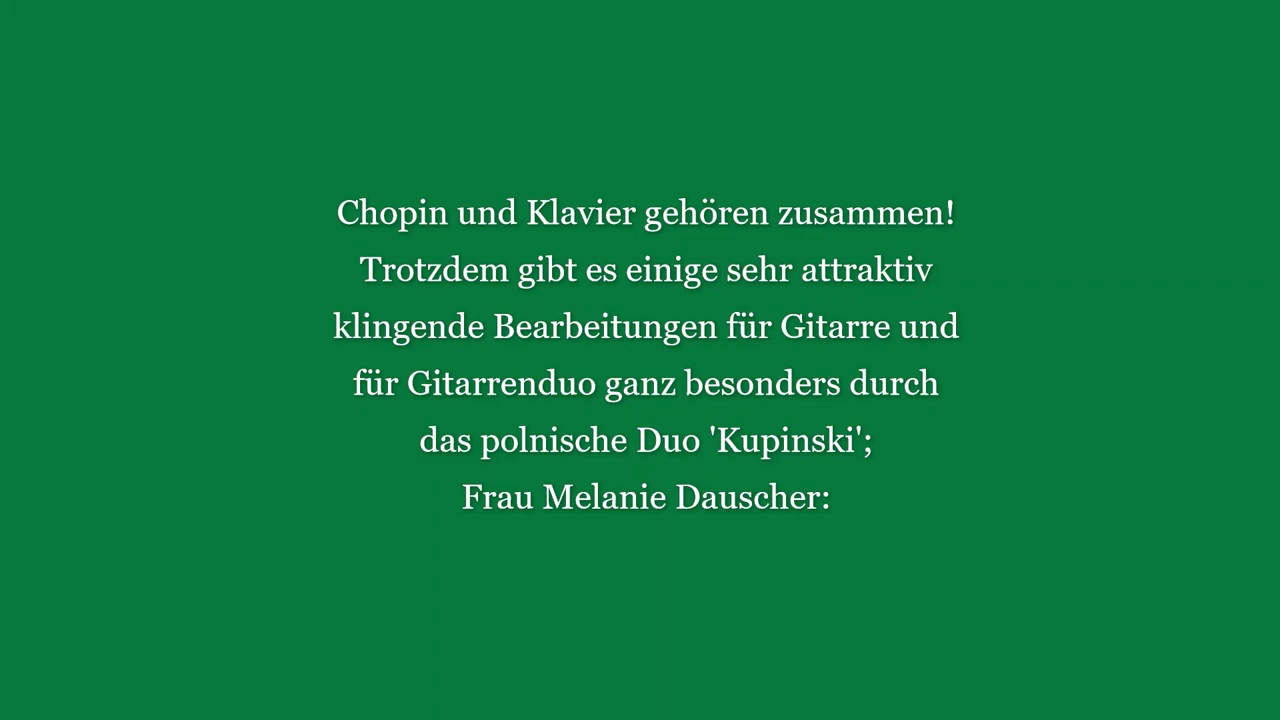 Chopin und Klavier gehören zusammen!
Trotzdem gibt es einige sehr attraktiv
klingende Bearbeitungen für Gitarre und
für Gitarrenduo ganz besonders durch
das polnische Duo 'Kupinski';
Frau Melanie Dauscher: